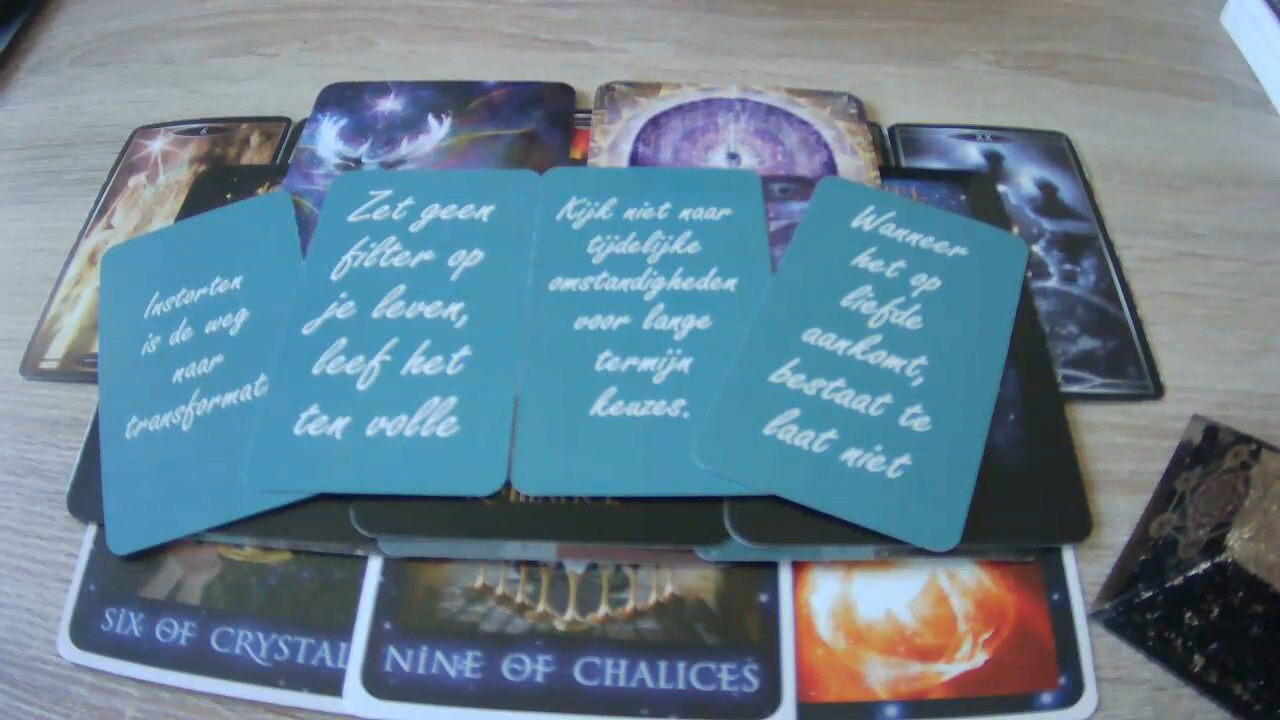 Instorten
is de weg
naar
Zet geen
filter op
je leven,
leef het
ten volle
Kijk niet naar
tijdelijke
omstandigheden
voor lange
termijn
keuzes.
Wanneer
het op
liefde
aankomt,
bestaat te
laat niet
SIX OF CRYSTAL
NINE OF CHALICES